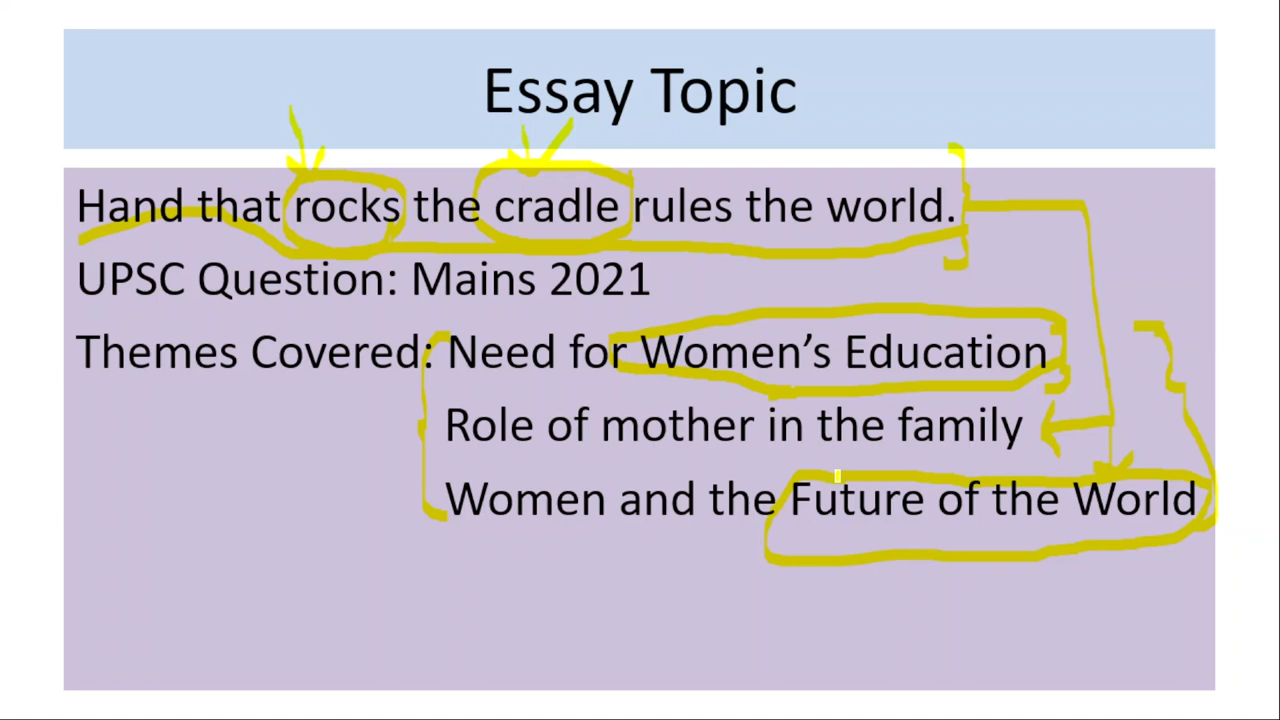 Essay Topic
Hand that rocks the cradle rules the world.
UPSC Question: Mains 2021
Themes Covered: Need for Women’s Education
Role of mother in the family
Women and the Future of the World